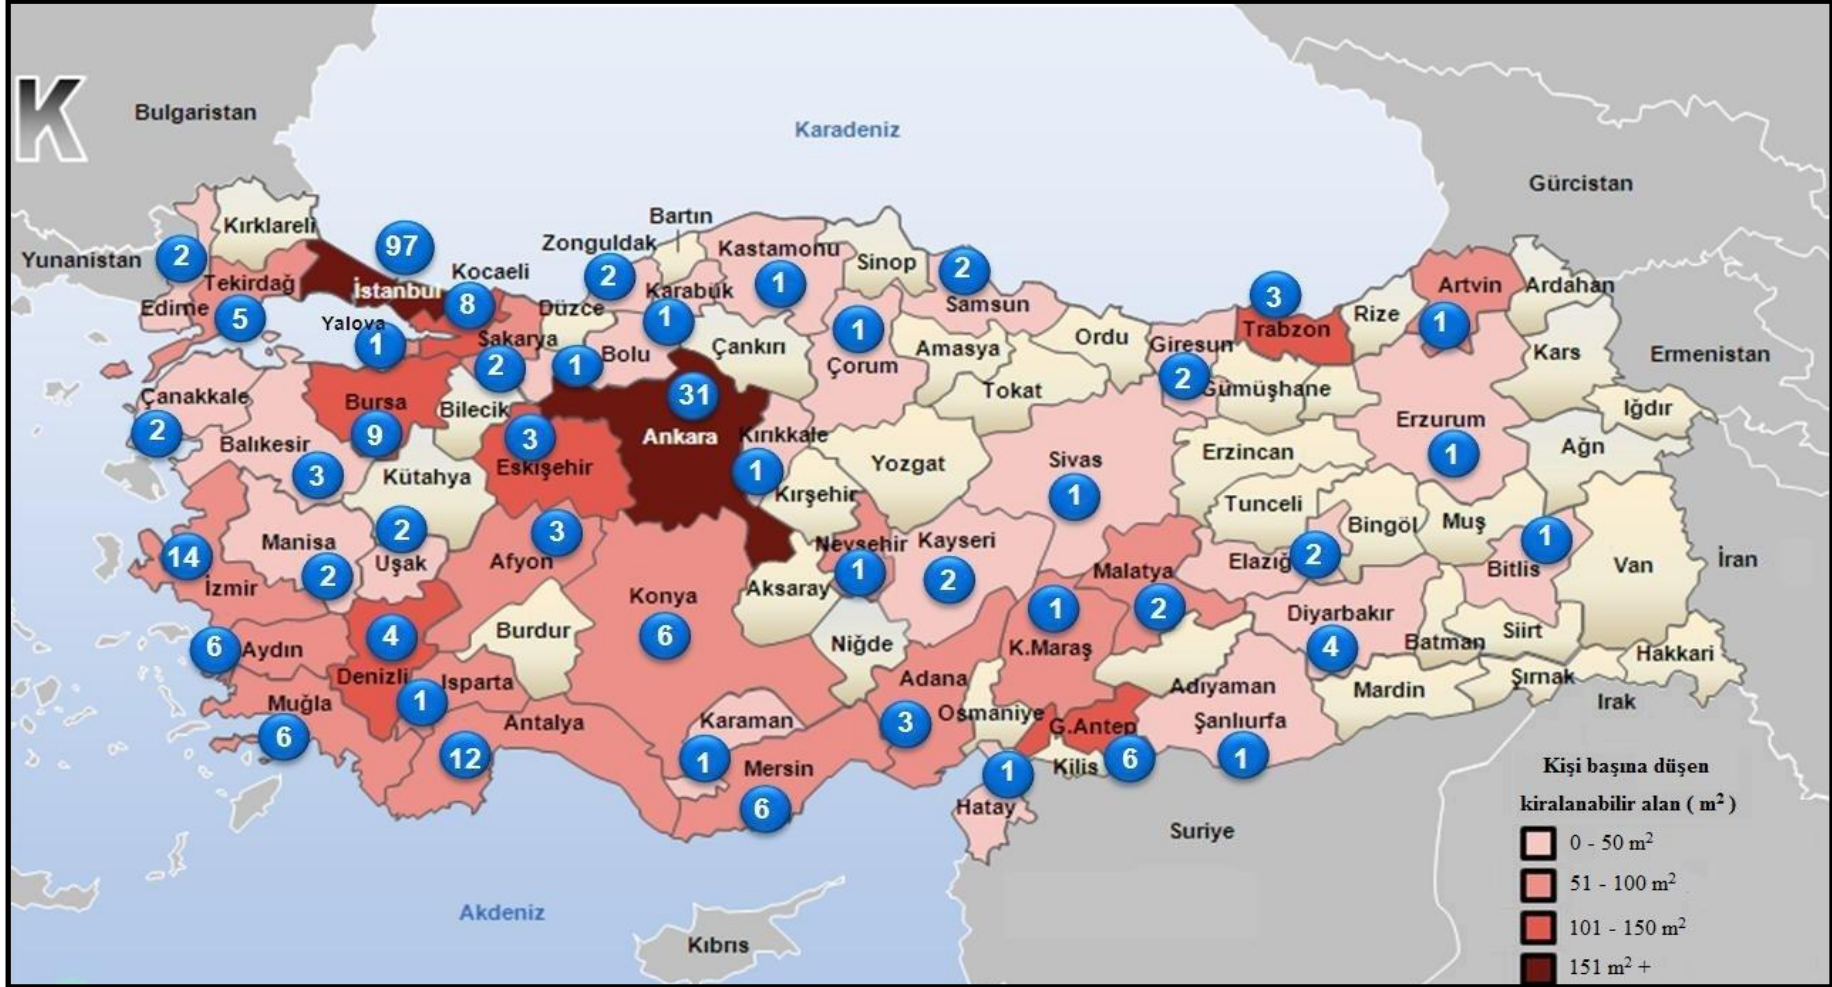 K
Bulgaristan
Karadeniz
Gürcistan
Yunanistan
Kırklareli
2
Edirne
Tekirdağ
5
97
İstanbul
Kocaeli
8
Yalova
1
Sakarya
2
Düzce
1
Bolu
Zonguldak
2
Bartın
Karabük
1
Kastamonu
1
Sinop
2
Samsun
Çankırı
1
Çorum
Amasya
Ordu
Tokat
Giresun
2
3
Trabzon
Gümüşhane
Rize
Artvin
1
Ardahan
Kars
Ermenistan
Iğdır
Çanakkale
2
Balıkesir
3
Bursa
9
Bilecik
3
Eskişehir
Kütahya
31
Ankara
Kırıkkale
1
Kırşehir
Yozgat
Sivas
1
Erzincan
Erzurum
1
Ağrı
Tunceli
Bingöl
Muş
1
Bitlis
Van
İran
14
İzmir
Manisa
2
2
Uşak
3
Afyon
Nevşehir
1
Kayseri
2
Aksaray
Konya
6
Niğde
Malatya
2
Elazığ
2
Diyarbakır
4
Batman
Siirt
Şırnak
Hakkari
Mardin
Irak
6
Aydın
4
Denizli
Burdur
1
Isparta
Muğla
6
Antalya
12
Karaman
1
Mersin
6
Adana
3
1
K.Maraş
Osmaniye
G.Antep
6
Kilis
Adıyaman
Şanlıurfa
1
1
Hatay
Suriye
Akdeniz
Kıbrıs
Kişi başına düşen
kiralanabilir alan ( m² )
0 - 50 m²
51 - 100 m²
101 - 150 m²
151 m² +